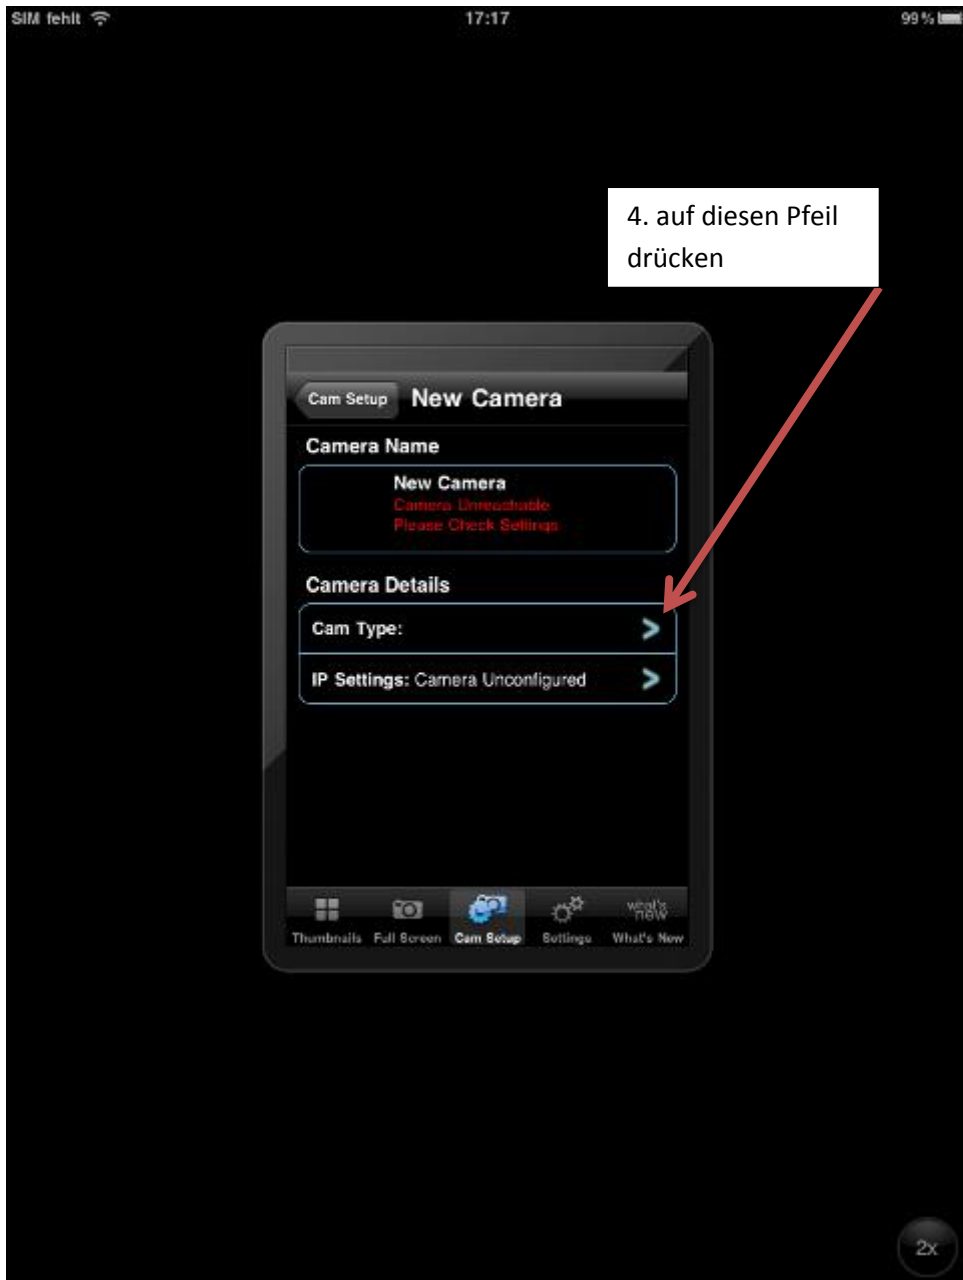 SIM fehlt 17:17 99 %
4. auf diesen Pfeil
drücken
Cam Setup New Camera
Camera Name
New Camera
Camera Unreachable
Please Check Settings
Camera Details
Cam Type:
IP Settings: Camera Unconfigured
what's
new
Thumbnails Full Screen Cam Setup Settings What's New
2x